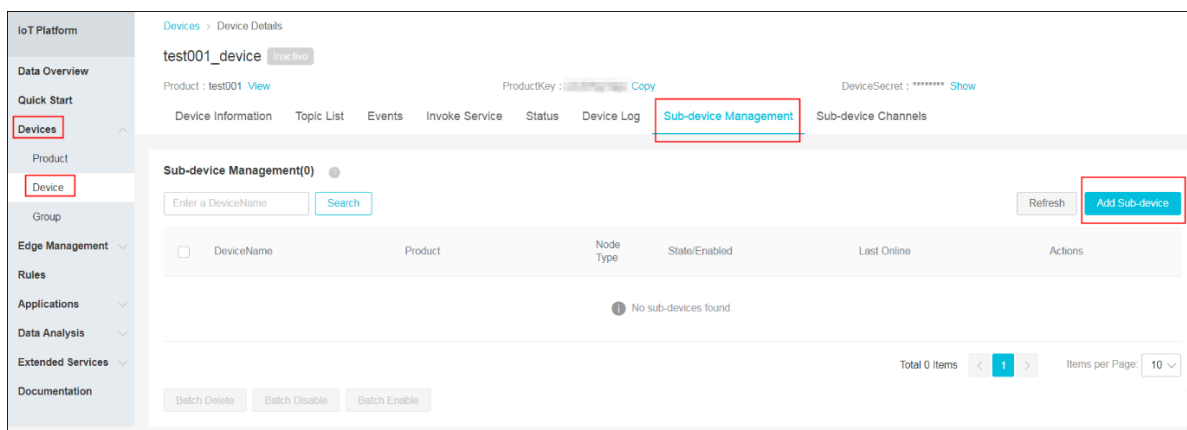 IoT Platform
Data Overview
Quick Start
Devices
Product
Device
Group
Edge Management
Rules
Applications
Data Analysis
Extended Services
Documentation
Devices > Device Details
test001_device Inactive
Product : test001 View ProductKey : Copy DeviceSecret : ******** Show
Device Information Topic List Events Invoke Service Status Device Log Sub-device Management Sub-device Channels
Sub-device Management(0)
Enter a DeviceName Search Refresh Add Sub-device
DeviceName Product Node Type State/Enabled Last Online Actions
No sub-devices found.
Total 0 Items < 1 > Items per Page: 10
Batch Delete Batch Disable Batch Enable